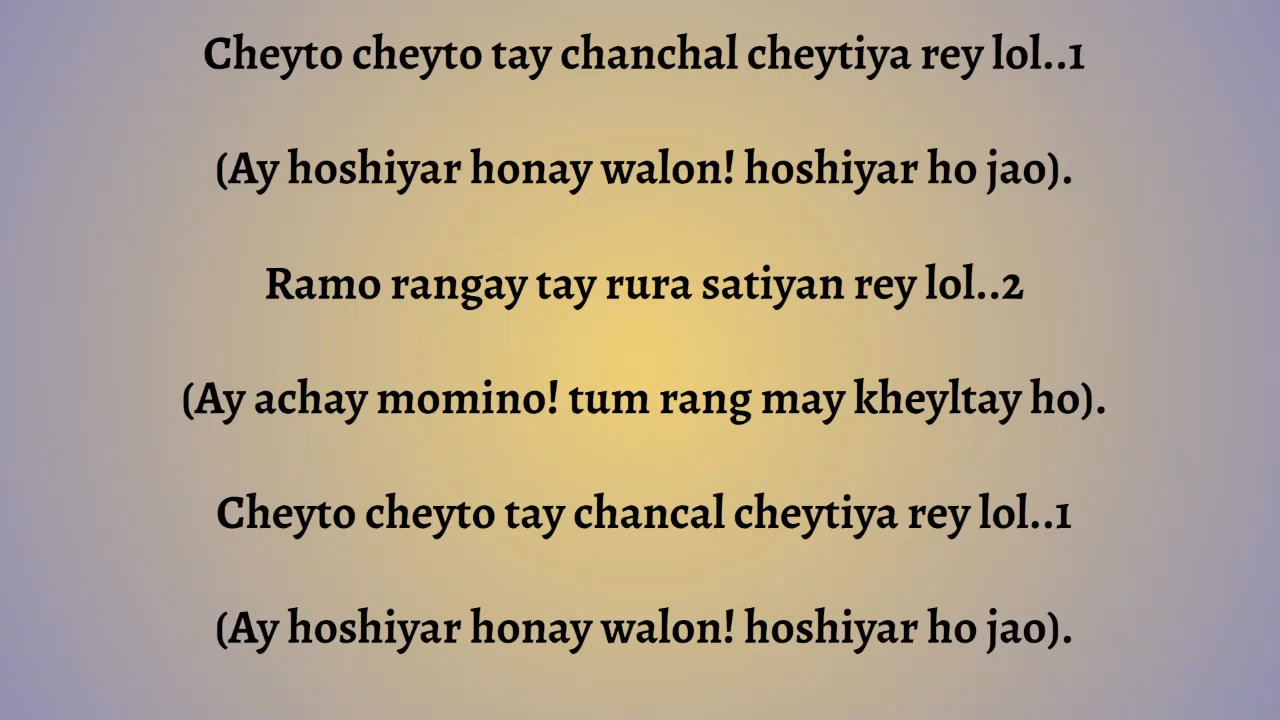 Cheyto cheyto tay chanchal cheytiya rey lol..1
(Ay hoshiyar honay walon! hoshiyar ho jao).
Ramo rangay tay rura satiyan rey lol..2
(Ay achay momino! tum rang may kheyltay ho).
Cheyto cheyto tay chancal cheytiya rey lol..1
(Ay hoshiyar honay walon! hoshiyar ho jao).